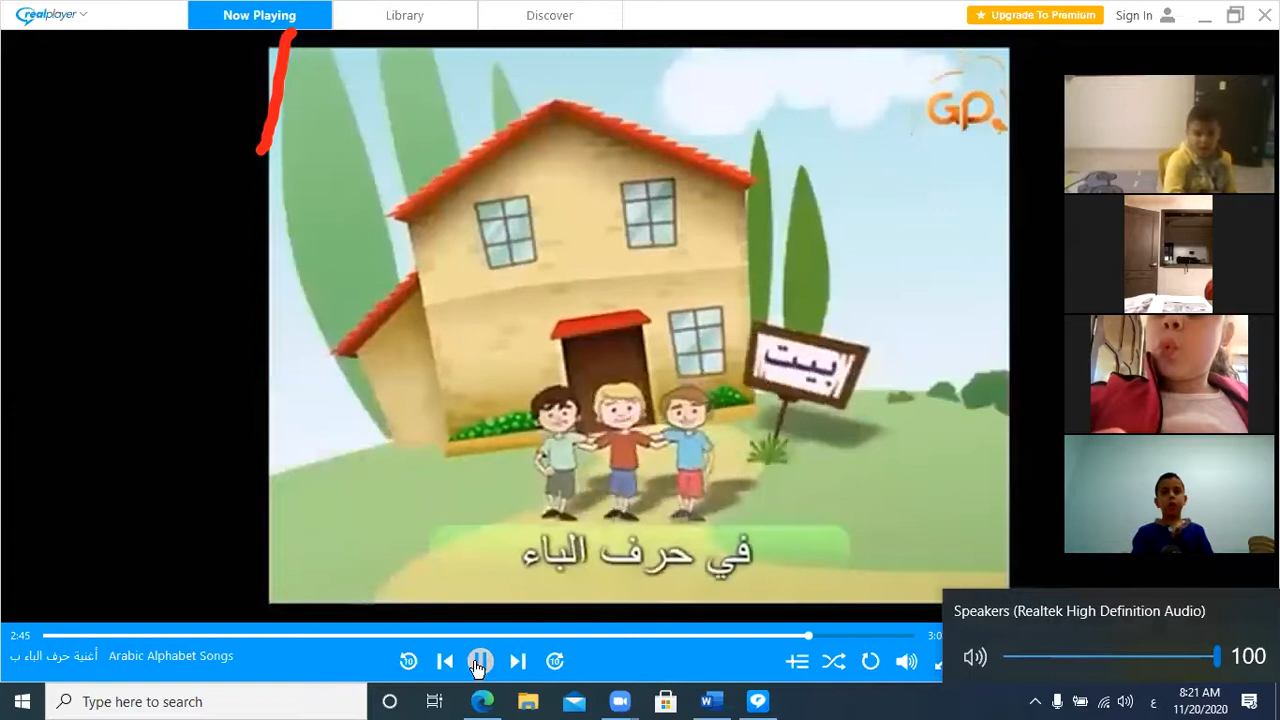 realplayer
Now Playing
Library
Discover
Upgrade To Premium
Sign In
GP
بيت
في حرف الباء
2:45
أغنية حرف الباء ب Arabic Alphabet Songs
10
10
Speakers (Realtek High Definition Audio)
100
Type here to search
ع
8:21 AM
11/20/2020